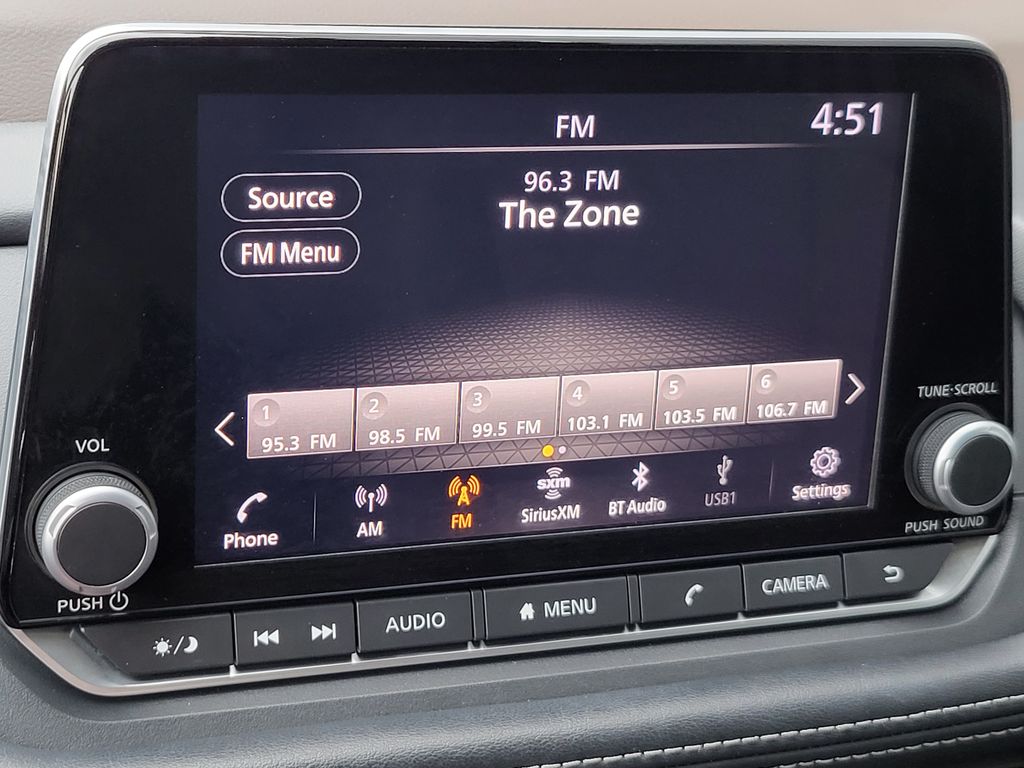 FM
4:51
Source
96.3 FM
The Zone
FM Menu
1
95.3 FM
2
98.5 FM
3
99.5 FM
4
103.1 FM
5
103.5 FM
6
106.7 FM
VOL
TUNE·SCROLL
Phone
AM
FM
sxm
SiriusXM
BT Audio
USB1
Settings
PUSH
PUSH SOUND
AUDIO
MENU
CAMERA